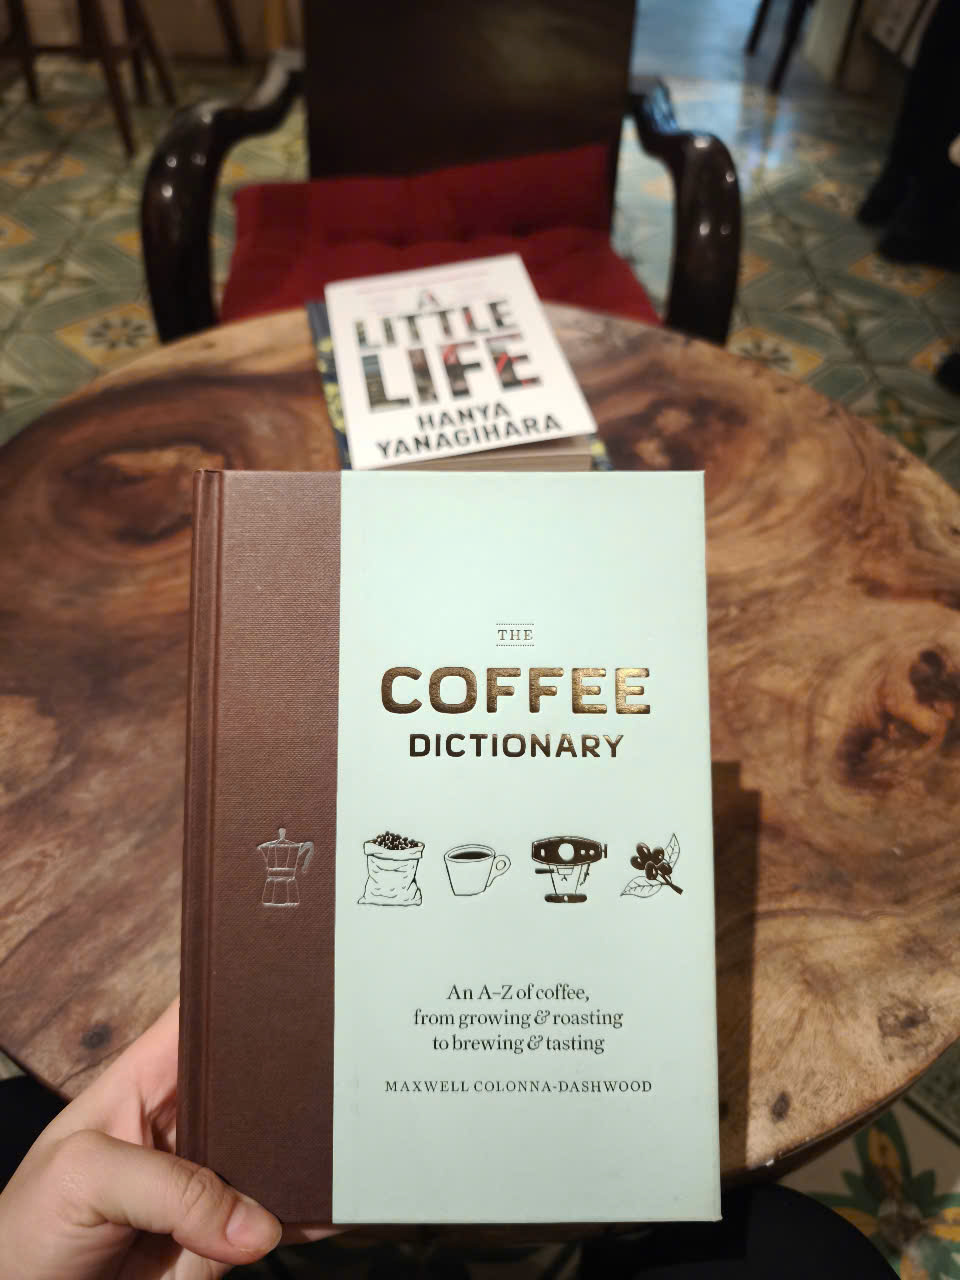 A
LITTLE
LIFE
HANYA
YANAGIHARA
THE
COFFEE
DICTIONARY
An A–Z of coffee,
from growing & roasting
to brewing & tasting
MAXWELL COLONNA-DASHWOOD